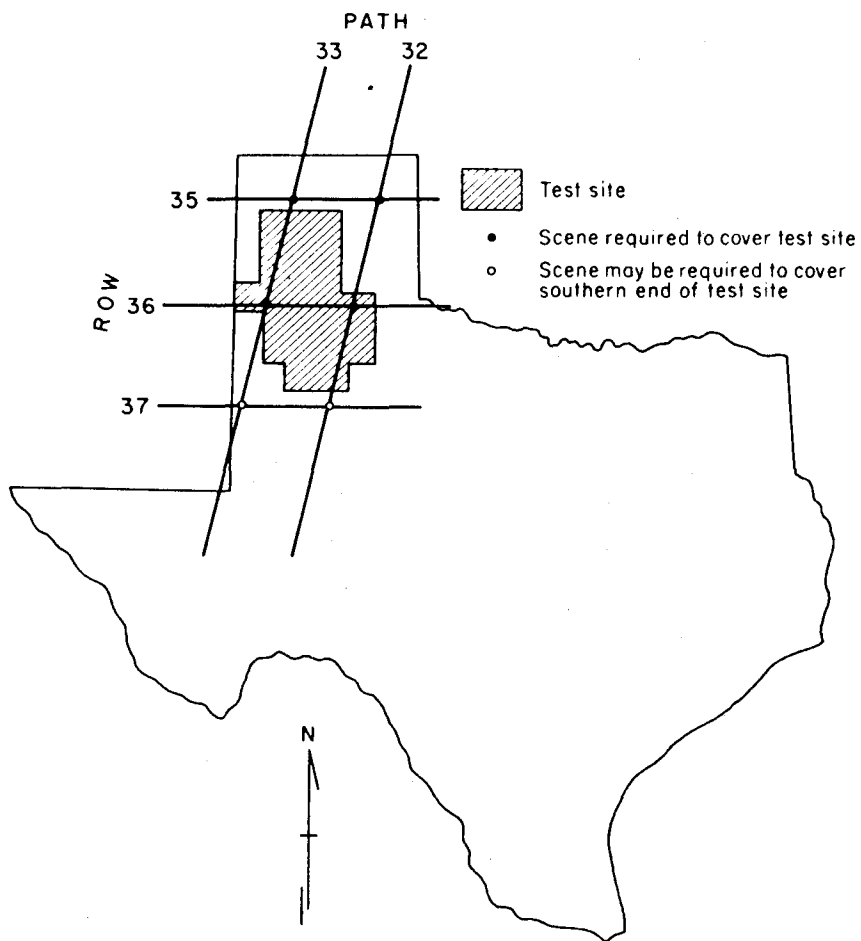 PATH
33 32
35
Test site
Scene required to cover test site
Scene may be required to cover
southern end of test site
ROW
36
37
N